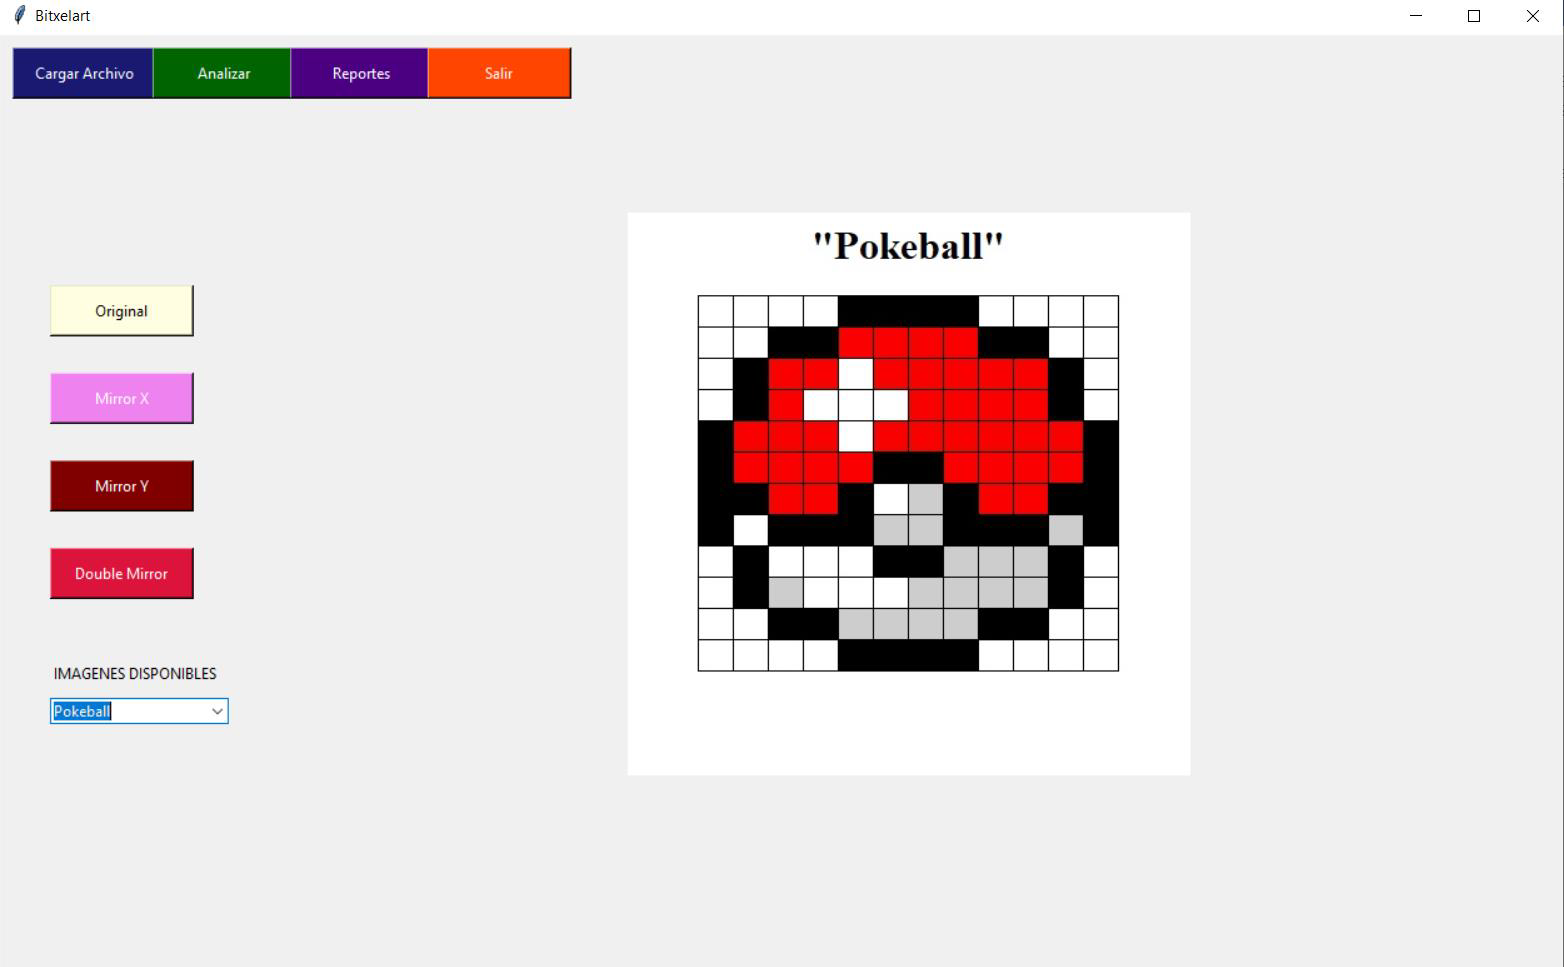 Bitxelart
Cargar Archivo Analizar Reportes Salir
"Pokeball"
Original
Mirror X
Mirror Y
Double Mirror
IMAGENES DISPONIBLES
Pokeball